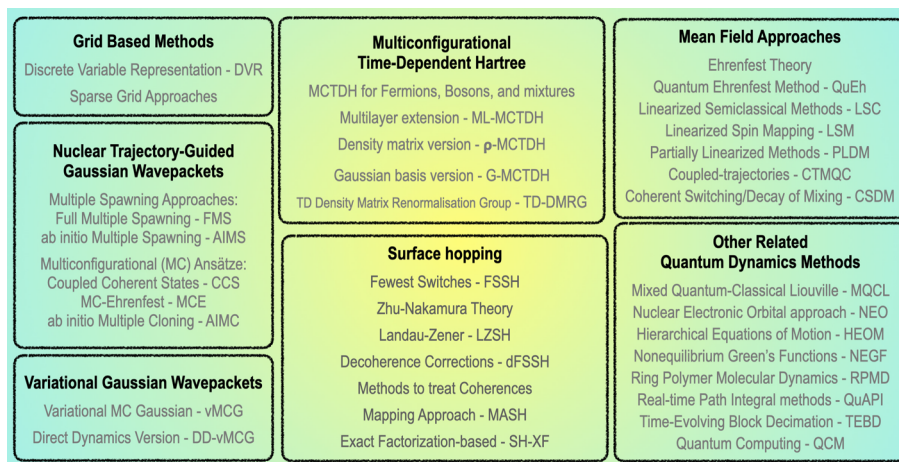 Grid Based Methods
Discrete Variable Representation - DVR
Sparse Grid Approaches
Nuclear Trajectory-Guided
Gaussian Wavepackets
Multiple Spawning Approaches:
Full Multiple Spawning - FMS
ab initio Multiple Spawning - AIMS
Multiconfigurational (MC) Ansätze:
Coupled Coherent States - CCS
MC-Ehrenfest - MCE
ab initio Multiple Cloning - AIMC
Variational Gaussian Wavepackets
Variational MC Gaussian - vMCG
Direct Dynamics Version - DD-vMCG
Multiconfigurational
Time-Dependent Hartree
MCTDH for Fermions, Bosons, and mixtures
Multilayer extension - ML-MCTDH
Density matrix version - ρ-MCTDH
Gaussian basis version - G-MCTDH
TD Density Matrix Renormalisation Group - TD-DMRG
Surface hopping
Fewest Switches - FSSH
Zhu-Nakamura Theory
Landau-Zener - LZSH
Decoherence Corrections - dFSSH
Methods to treat Coherences
Mapping Approach - MASH
Exact Factorization-based - SH-XF
Mean Field Approaches
Ehrenfest Theory
Quantum Ehrenfest Method - QuEh
Linearized Semiclassical Methods - LSC
Linearized Spin Mapping - LSM
Partially Linearized Methods - PLDM
Coupled-trajectories - CTMQC
Coherent Switching/Decay of Mixing - CSDM
Other Related
Quantum Dynamics Methods
Mixed Quantum-Classical Liouville - MQCL
Nuclear Electronic Orbital approach - NEO
Hierarchical Equations of Motion - HEOM
Nonequilibrium Green's Functions - NEGF
Ring Polymer Molecular Dynamics - RPMD
Real-time Path Integral methods - QuAPI
Time-Evolving Block Decimation - TEBD
Quantum Computing - QCM